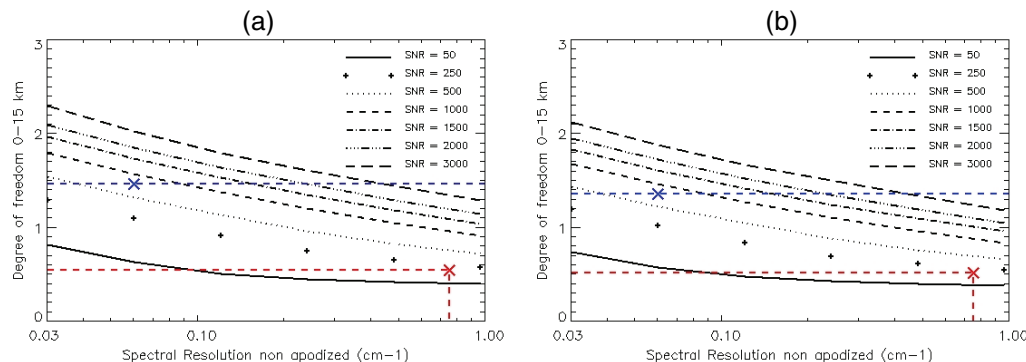 (a)
3
2
1
0
Degree of freedom 0-15 km
SNR = 50
SNR = 250
SNR = 500
SNR = 1000
SNR = 1500
SNR = 2000
SNR = 3000
0.03
0.10
1.00
Spectral Resolution non apodized (cm-1)
(b)
3
2
1
0
Degree of freedom 0-15 km
SNR = 50
SNR = 250
SNR = 500
SNR = 1000
SNR = 1500
SNR = 2000
SNR = 3000
0.03
0.10
1.00
Spectral Resolution non apodized (cm-1)